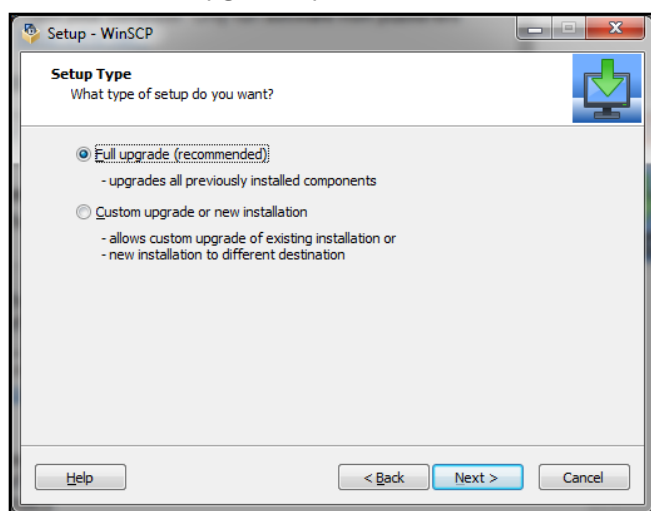 Setup - WinSCP
Setup Type
What type of setup do you want?
Full upgrade (recommended)
- upgrades all previously installed components
Custom upgrade or new installation
- allows custom upgrade of existing installation or
- new installation to different destination
Help
< Back
Next >
Cancel